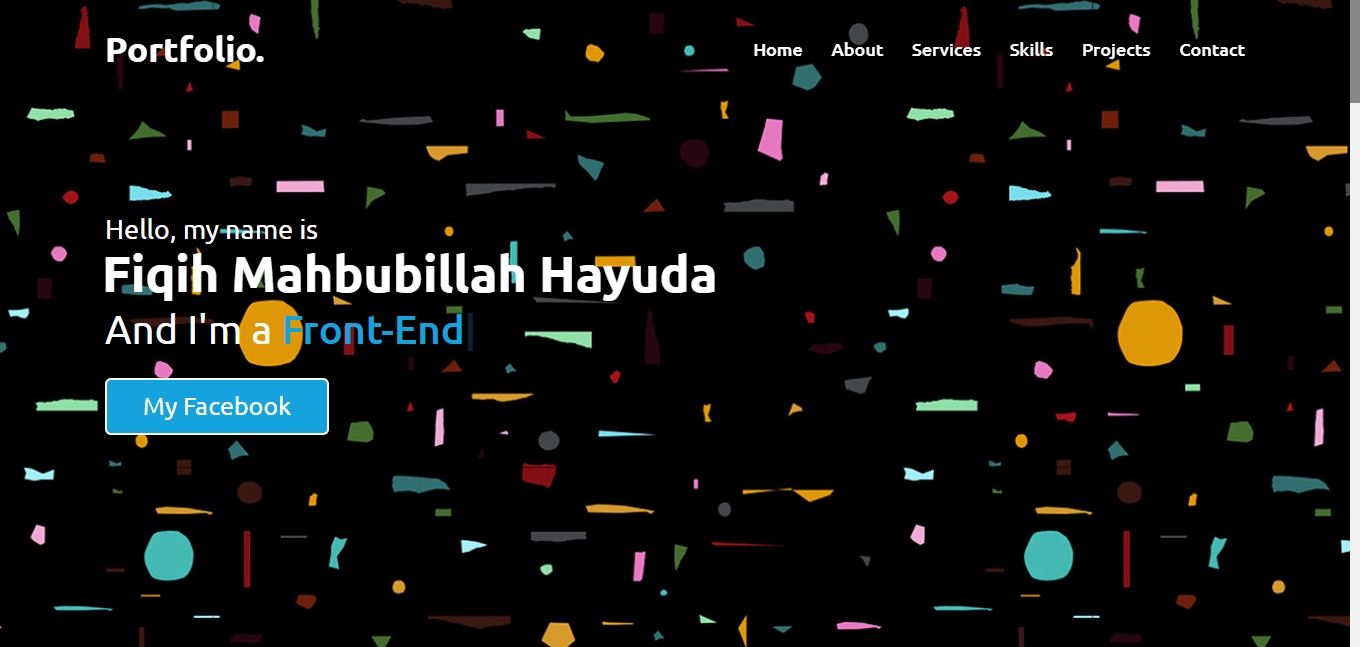 Portfolio.
Home About Services Skills Projects Contact
Hello, my name is
Fiqih Mahbubillah Hayuda
And I'm a Front-End
My Facebook